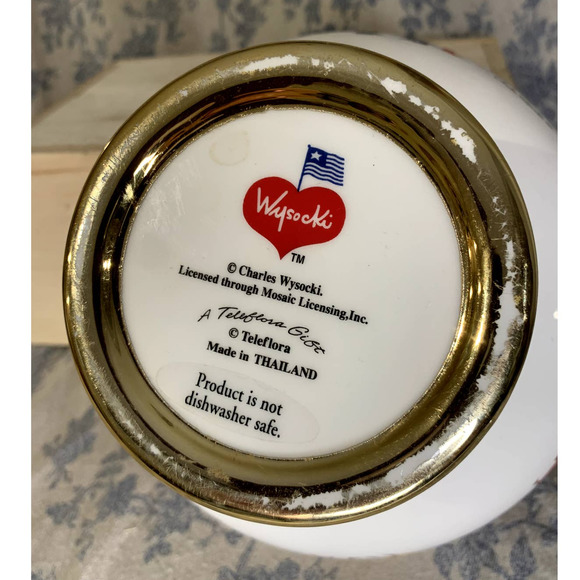 Wysocki
TM
© Charles Wysocki.
Licensed through Mosaic Licensing,Inc.
A Teleflora Gift
© Teleflora
Made in THAILAND
Product is not
dishwasher safe.